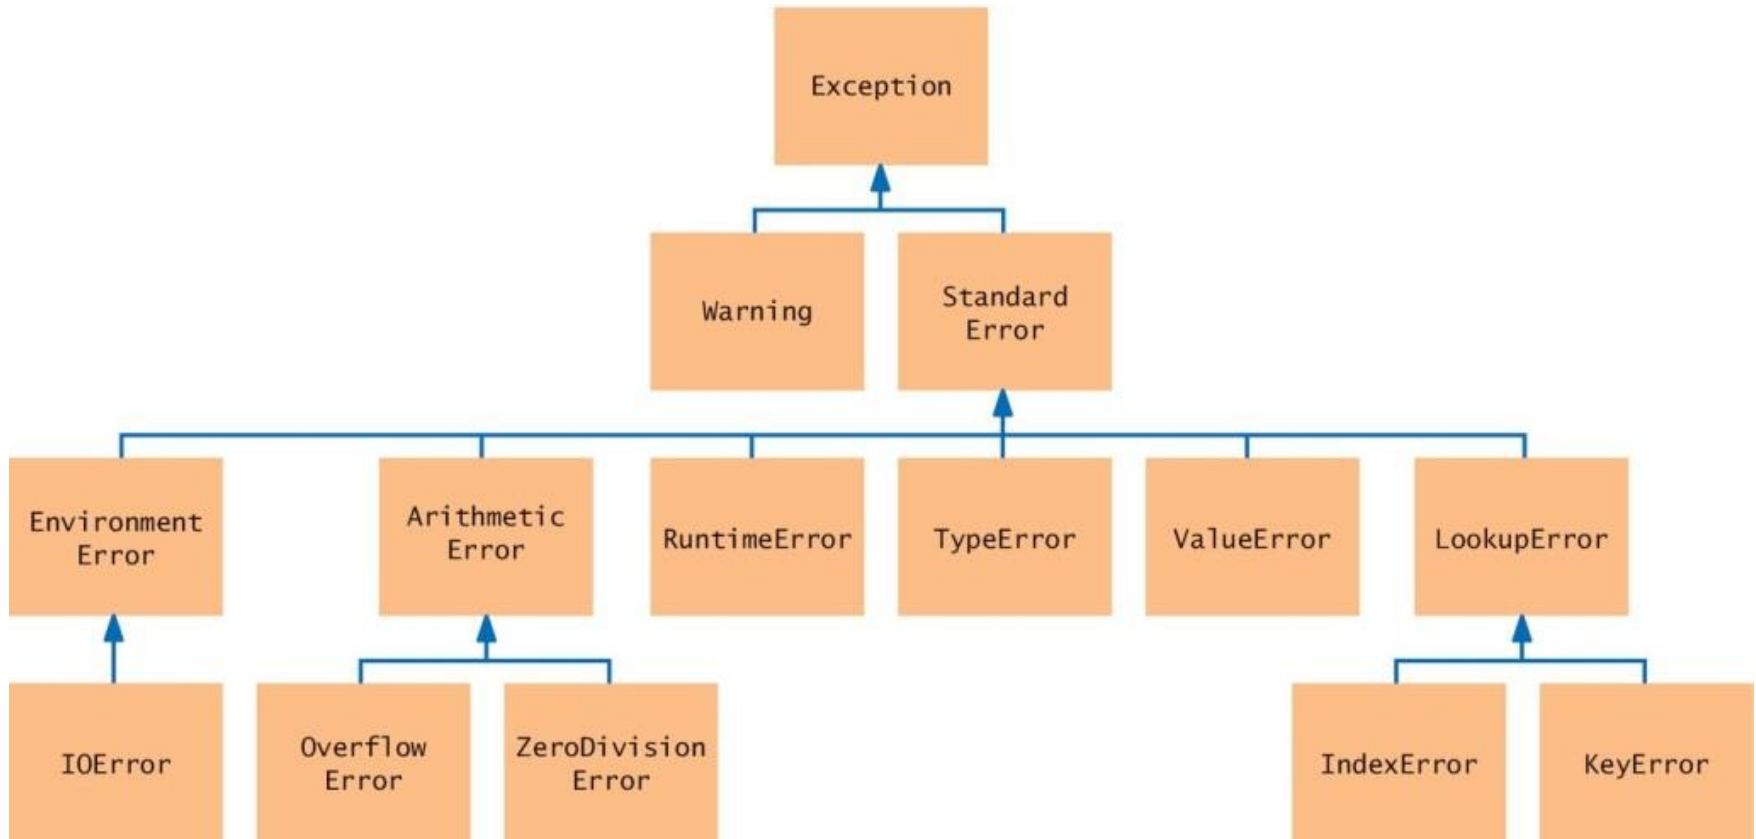 Exception
Warning
Standard
Error
Environment
Error
Arithmetic
Error
RuntimeError
TypeError
ValueError
LookupError
IOError
Overflow
Error
ZeroDivision
Error
IndexError
KeyError